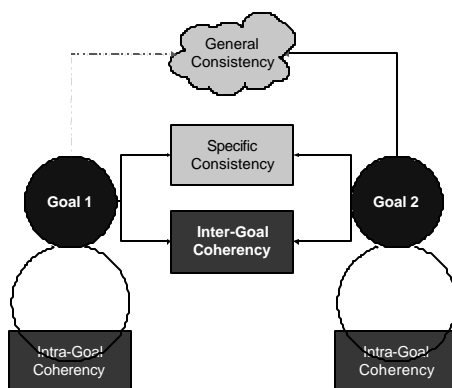 General
Consistency
Specific
Consistency
Goal 1
Goal 2
Inter-Goal
Coherency
Intra-Goal
Coherency
Intra-Goal
Coherency